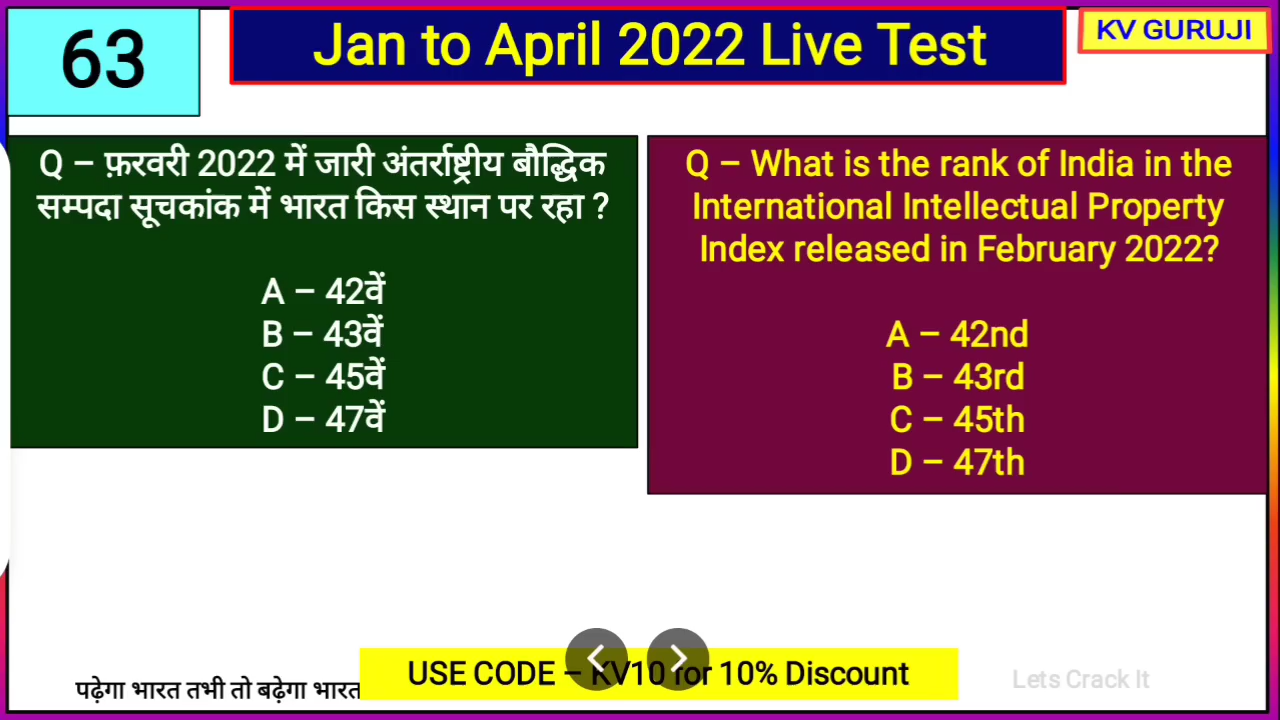 63
Jan to April 2022 Live Test
KV GURUJI
Q – फ़रवरी 2022 में जारी अंतर्राष्ट्रीय बौद्धिक
सम्पदा सूचकांक में भारत किस स्थान पर रहा ?
A – 42वें
B – 43वें
C – 45वें
D – 47वें
Q – What is the rank of India in the
International Intellectual Property
Index released in February 2022?
A – 42nd
B – 43rd
C – 45th
D – 47th
पढ़ेगा भारत तभी तो बढ़ेगा भारत
USE CODE – KV10 for 10% Discount
Lets Crack It